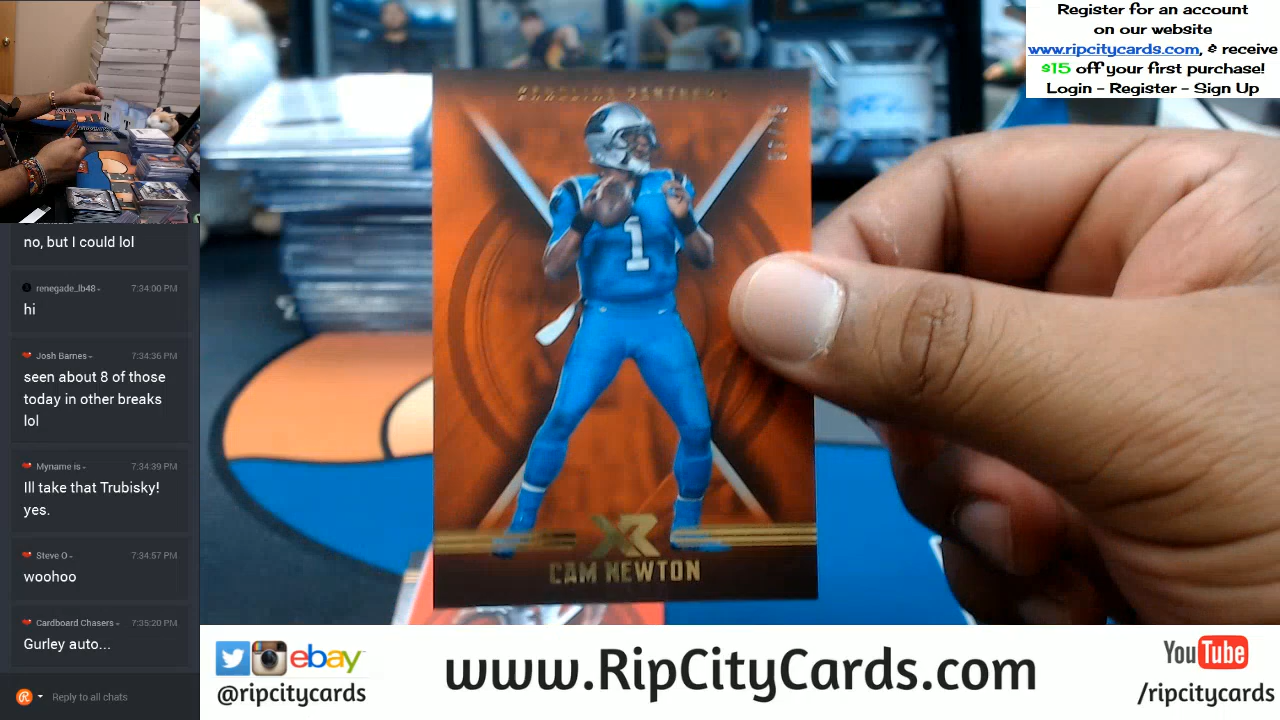 Register for an account
on our website
www.ripcitycards.com, & receive
$15 off your first purchase!
Login - Register - Sign Up
no, but I could lol
renegade_lb48 - 7:34:00 PM
hi
Josh Barnes - 7:34:36 PM
seen about 8 of those
today in other breaks
lol
Myname is - 7:34:39 PM
Ill take that Trubisky!
yes.
Steve O - 7:34:57 PM
woohoo
Cardboard Chasers - 7:35:20 PM
Gurley auto...
Reply to all chats
CAROLINA PANTHERS
1
XR
CAM NEWTON
ebay
@ripcitycards
www.RipCityCards.com
YouTube
/ripcitycards